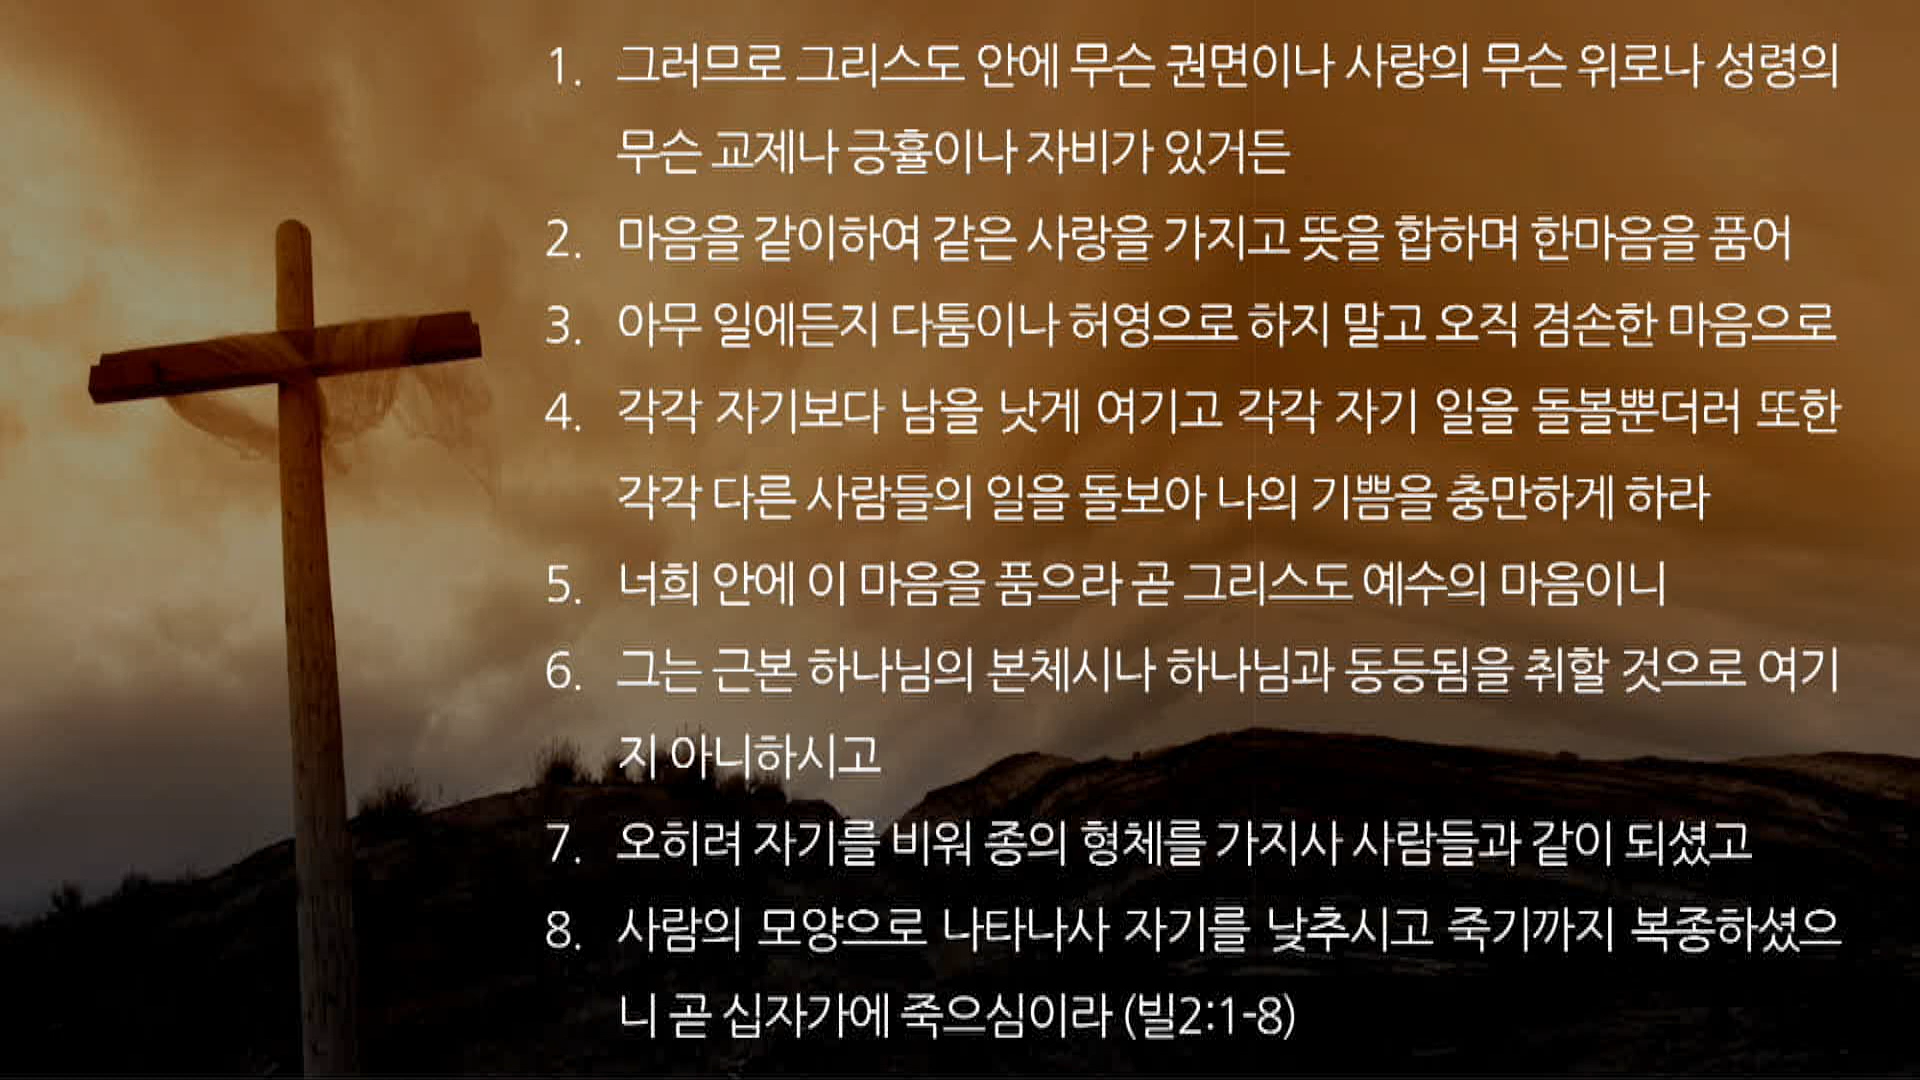 1. 그러므로 그리스도 안에 무슨 권면이나 사랑의 무슨 위로나 성령의
무슨 교제나 긍휼이나 자비가 있거든
2. 마음을 같이하여 같은 사랑을 가지고 뜻을 합하며 한마음을 품어
3. 아무 일에든지 다툼이나 허영으로 하지 말고 오직 겸손한 마음으로
4. 각각 자기보다 남을 낫게 여기고 각각 자기 일을 돌볼뿐더러 또한
각각 다른 사람들의 일을 돌보아 나의 기쁨을 충만하게 하라
5. 너희 안에 이 마음을 품으라 곧 그리스도 예수의 마음이니
6. 그는 근본 하나님의 본체시나 하나님과 동등됨을 취할 것으로 여기
지 아니하시고
7. 오히려 자기를 비워 종의 형체를 가지사 사람들과 같이 되셨고
8. 사람의 모양으로 나타나사 자기를 낮추시고 죽기까지 복종하셨으
니 곧 십자가에 죽으심이라 (빌2:1-8)